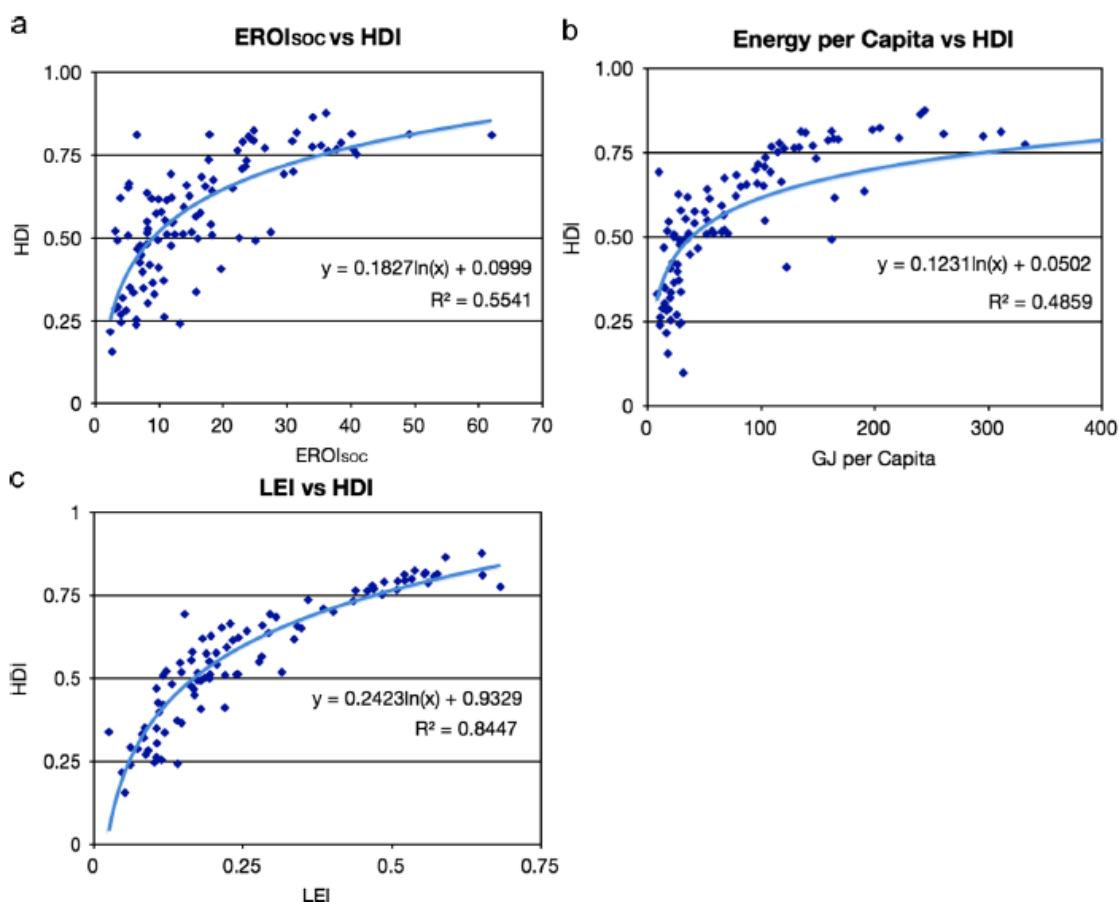 a
EROIsoc vs HDI
HDI
1.00
0.75
0.50
0.25
0
y = 0.1827ln(x) + 0.0999
R² = 0.5541
0 10 20 30 40 50 60 70
EROIsoc
b
Energy per Capita vs HDI
HDI
1.00
0.75
0.50
0.25
0
y = 0.1231ln(x) + 0.0502
R² = 0.4859
0 100 200 300 400
GJ per Capita
c
LEI vs HDI
HDI
1
0.75
0.5
0.25
0
y = 0.2423ln(x) + 0.9329
R² = 0.8447
0 0.25 0.5 0.75
LEI